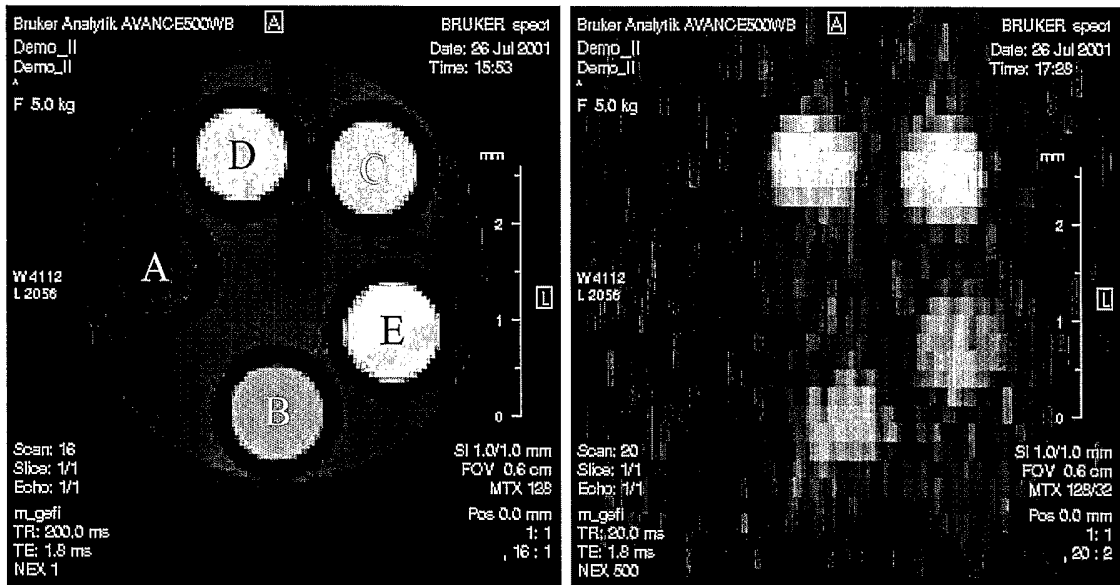 Bruker Analytik AVANCE500WB
A
BRUKER spect
Demo_II
Date: 26 Jul 2001
Demo_II
Time: 15:53
^
F 5.0 kg
D
C
mm
2
A
W 4112
L 2056
L
1
E
B
0
Scan: 16
SI 1.0/1.0 mm
Slice: 1/1
FOV 0.6 cm
Echo: 1/1
MTX 128
m_gefi
Pos 0.0 mm
TR: 200.0 ms
1: 1
TE: 1.8 ms
, 16 : 1
NEX 1
Bruker Analytik AVANCE500WB
A
BRUKER spect
Demo_II
Date: 26 Jul 2001
Demo_II
Time: 17:28
^
F 5.0 kg
mm
2
W 4112
L 2056
L
1
0
Scan: 20
SI 1.0/1.0 mm
Slice: 1/1
FOV 0.6 cm
Echo: 1/1
MTX 128/32
m_gefi
Pos 0.0 mm
TR: 20.0 ms
1: 1
TE: 1.8 ms
, 20 : 2
NEX 500